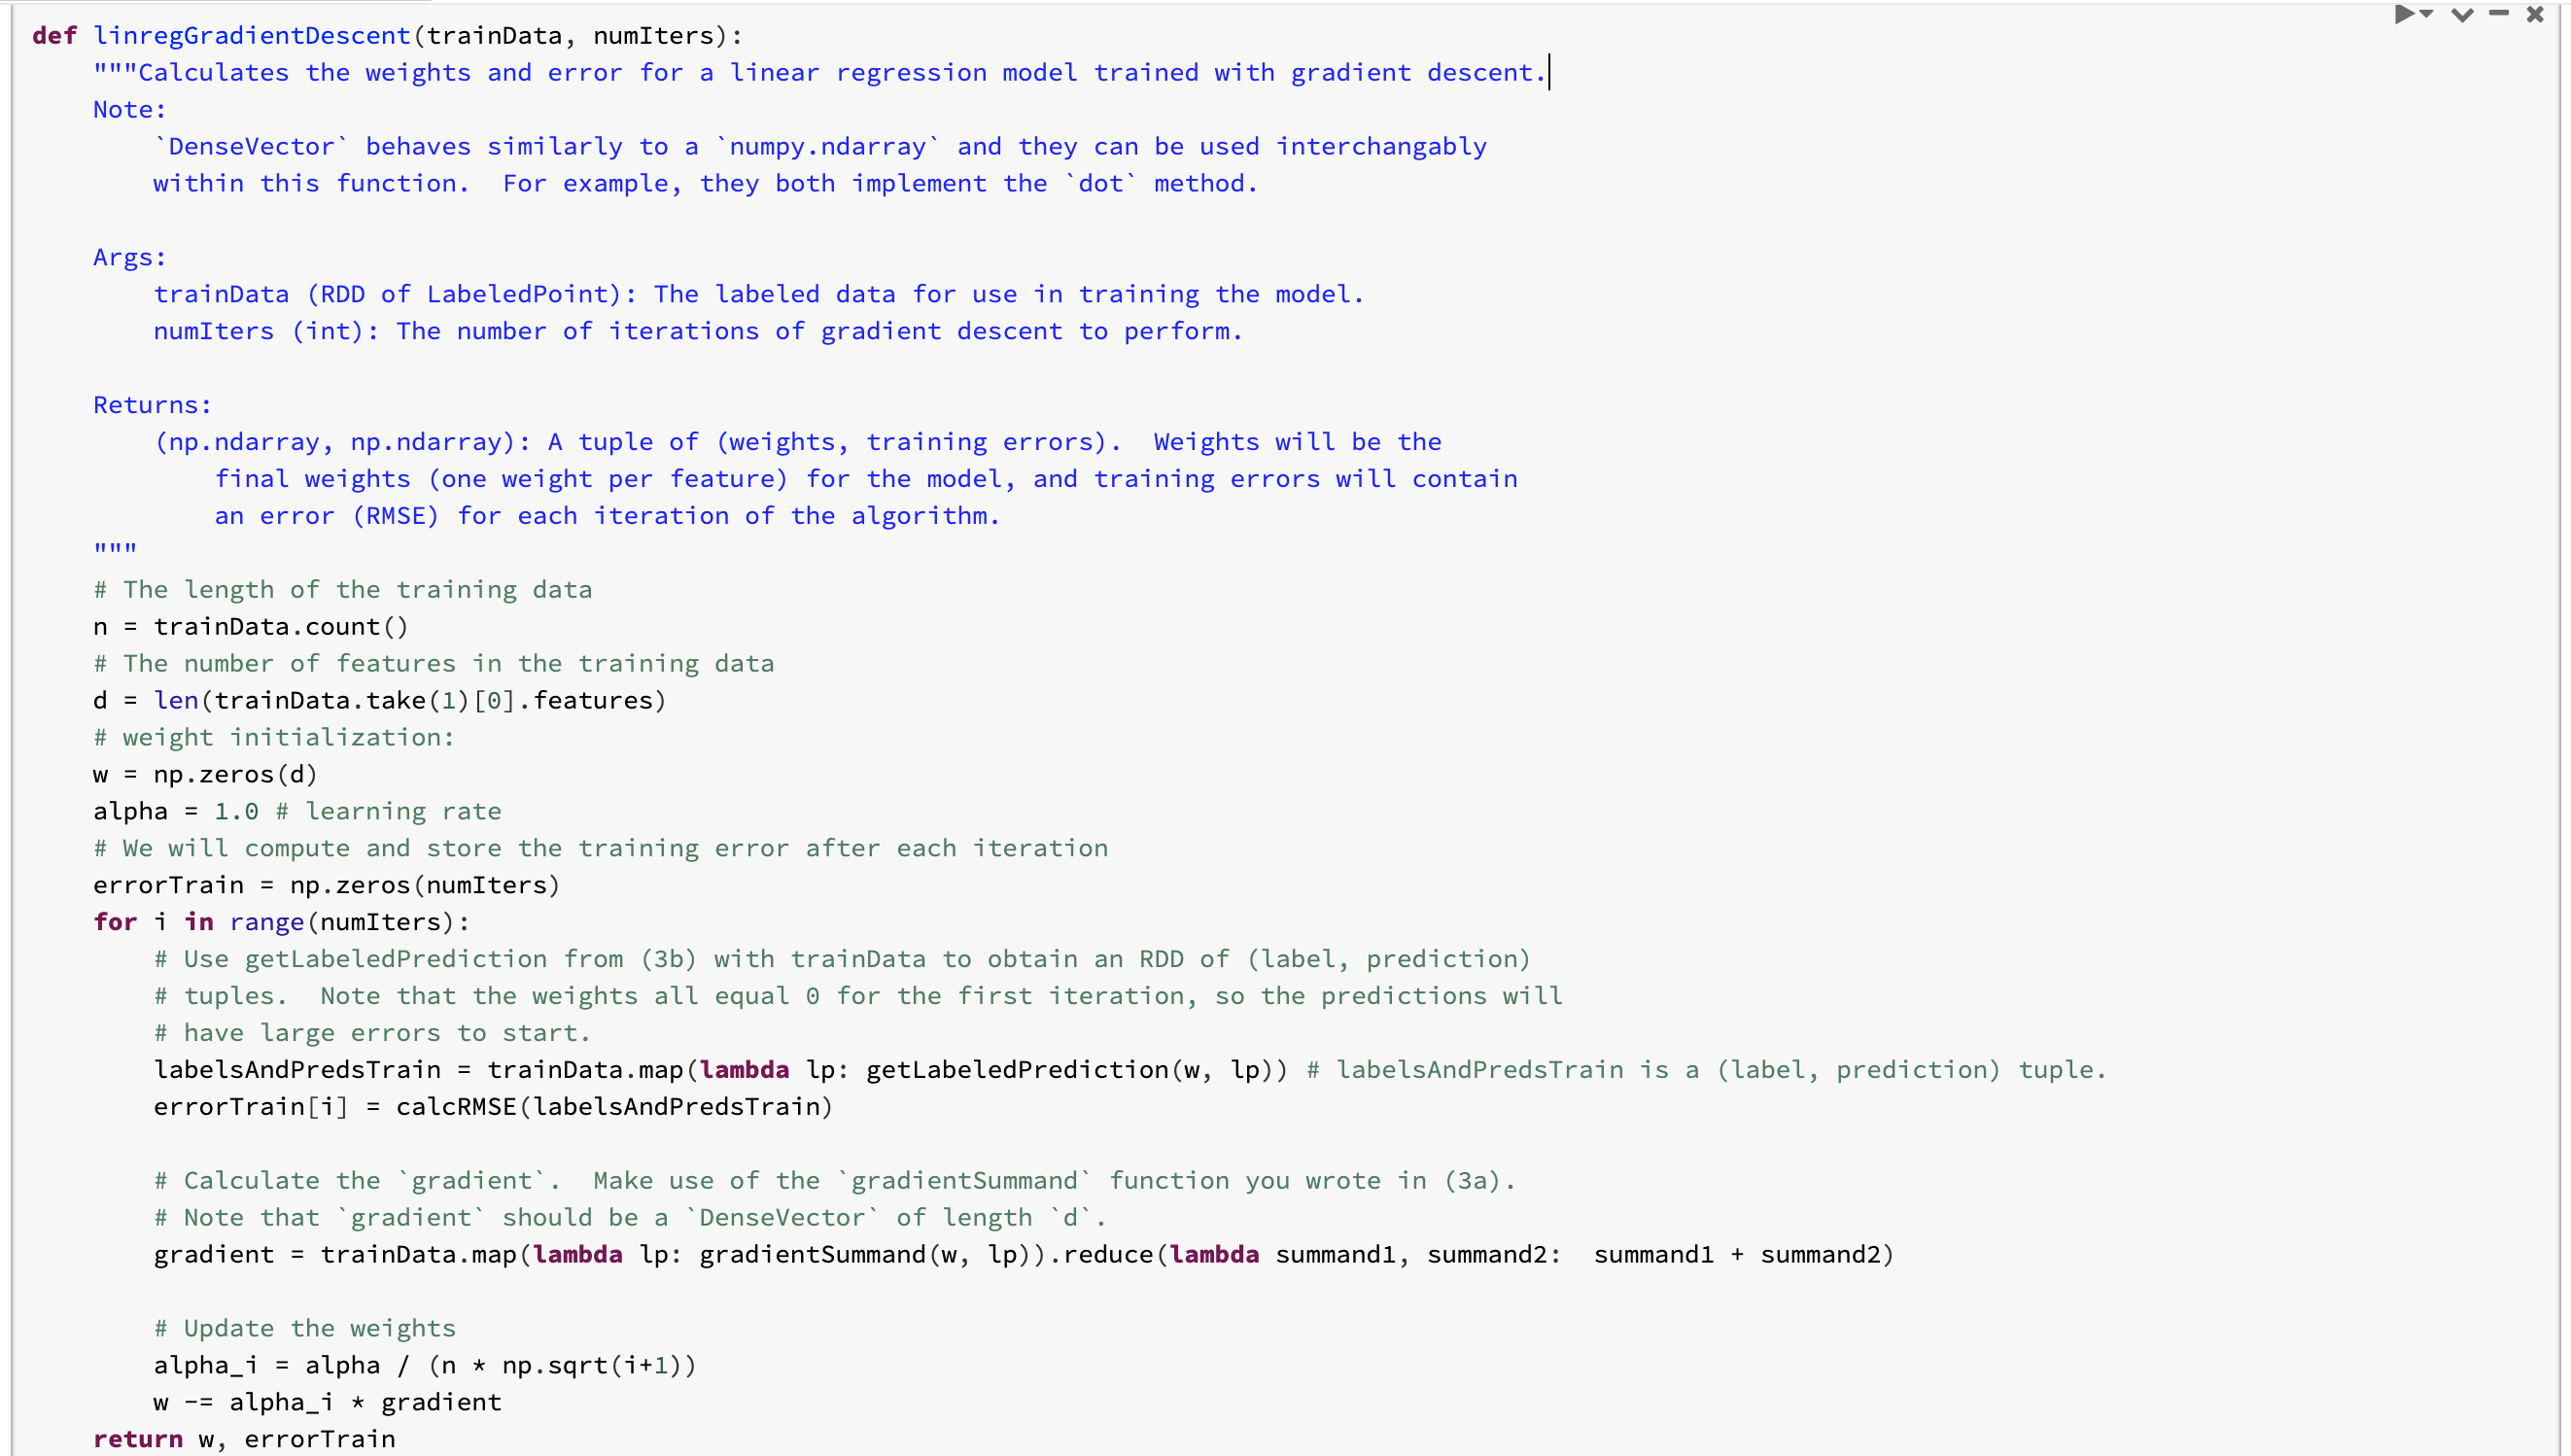 def linregGradientDescent(trainData, numIters):
    """Calculates the weights and error for a linear regression model trained with gradient descent.
    Note:
        `DenseVector` behaves similarly to a `numpy.ndarray` and they can be used interchangably
        within this function.  For example, they both implement the `dot` method.

    Args:
        trainData (RDD of LabeledPoint): The labeled data for use in training the model.
        numIters (int): The number of iterations of gradient descent to perform.

    Returns:
        (np.ndarray, np.ndarray): A tuple of (weights, training errors).  Weights will be the
            final weights (one weight per feature) for the model, and training errors will contain
            an error (RMSE) for each iteration of the algorithm.
    """
    # The length of the training data
    n = trainData.count()
    # The number of features in the training data
    d = len(trainData.take(1)[0].features)
    # weight initialization:
    w = np.zeros(d)
    alpha = 1.0 # learning rate
    # We will compute and store the training error after each iteration
    errorTrain = np.zeros(numIters)
    for i in range(numIters):
        # Use getLabeledPrediction from (3b) with trainData to obtain an RDD of (label, prediction)
        # tuples.  Note that the weights all equal 0 for the first iteration, so the predictions will
        # have large errors to start.
        labelsAndPredsTrain = trainData.map(lambda lp: getLabeledPrediction(w, lp)) # labelsAndPredsTrain is a (label, prediction) tuple.
        errorTrain[i] = calcRMSE(labelsAndPredsTrain)

        # Calculate the `gradient`.  Make use of the `gradientSummand` function you wrote in (3a).
        # Note that `gradient` should be a `DenseVector` of length `d`.
        gradient = trainData.map(lambda lp: gradientSummand(w, lp)).reduce(lambda summand1, summand2:  summand1 + summand2)

        # Update the weights
        alpha_i = alpha / (n * np.sqrt(i+1))
        w -= alpha_i * gradient
    return w, errorTrain